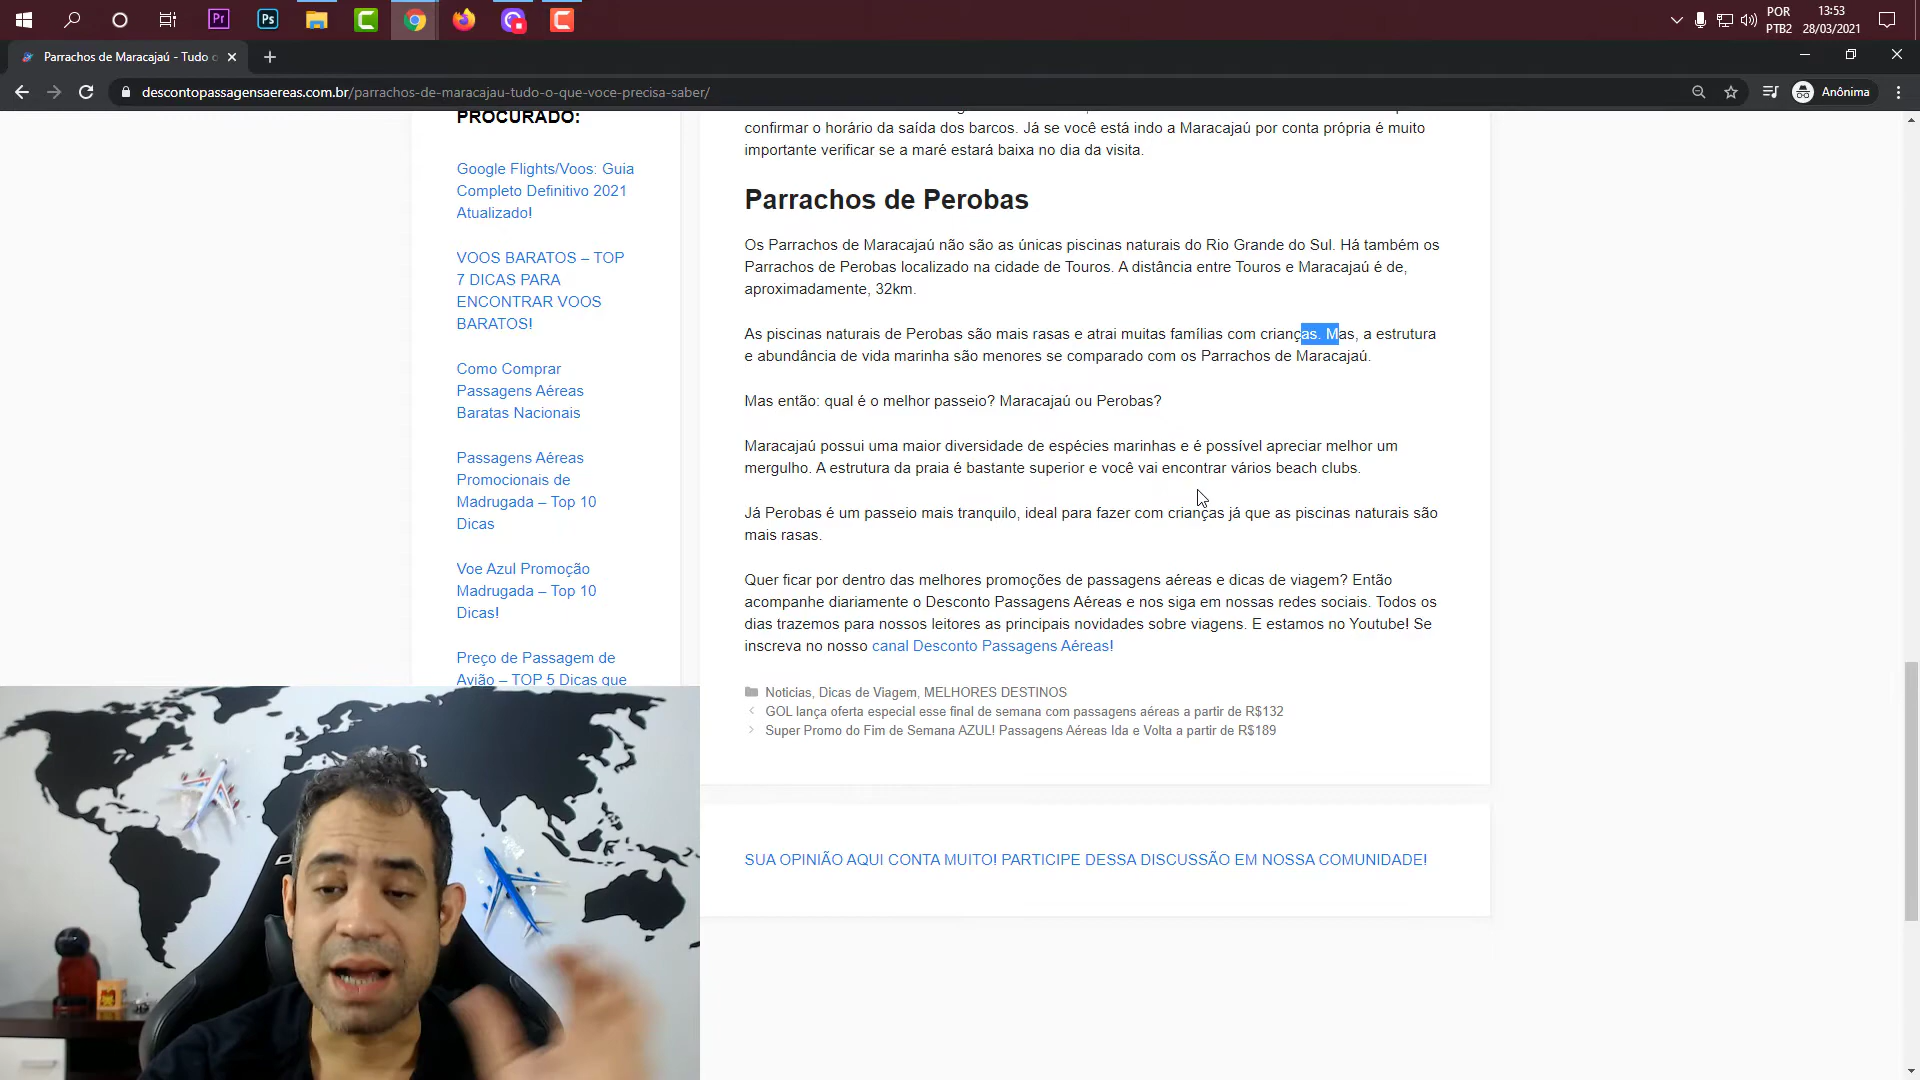 Pr
Ps
C
POR
PTB2
13:53
28/03/2021
Parrachos de Maracajaú - Tudo o
descontopassagensaereas.com.br/parrachos-de-maracajau-tudo-o-que-voce-precisa-saber/
Anônima
PROCURADO:
Google Flights/Voos: Guia
Completo Definitivo 2021
Atualizado!
VOOS BARATOS – TOP
7 DICAS PARA
ENCONTRAR VOOS
BARATOS!
Como Comprar
Passagens Aéreas
Baratas Nacionais
Passagens Aéreas
Promocionais de
Madrugada – Top 10
Dicas
Voe Azul Promoção
Madrugada – Top 10
Dicas!
Preço de Passagem de
Avião – TOP 5 Dicas que
confirmar o horário da saída dos barcos. Já se você está indo a Maracajaú por conta própria é muito
importante verificar se a maré estará baixa no dia da visita.
Parrachos de Perobas
Os Parrachos de Maracajaú não são as únicas piscinas naturais do Rio Grande do Sul. Há também os
Parrachos de Perobas localizado na cidade de Touros. A distância entre Touros e Maracajaú é de,
aproximadamente, 32km.
As piscinas naturais de Perobas são mais rasas e atrai muitas famílias com crianças. Mas, a estrutura
e abundância de vida marinha são menores se comparado com os Parrachos de Maracajaú.
Mas então: qual é o melhor passeio? Maracajaú ou Perobas?
Maracajaú possui uma maior diversidade de espécies marinhas e é possível apreciar melhor um
mergulho. A estrutura da praia é bastante superior e você vai encontrar vários beach clubs.
Já Perobas é um passeio mais tranquilo, ideal para fazer com crianças já que as piscinas naturais são
mais rasas.
Quer ficar por dentro das melhores promoções de passagens aéreas e dicas de viagem? Então
acompanhe diariamente o Desconto Passagens Aéreas e nos siga em nossas redes sociais. Todos os
dias trazemos para nossos leitores as principais novidades sobre viagens. E estamos no Youtube! Se
inscreva no nosso canal Desconto Passagens Aéreas!
Noticias, Dicas de Viagem, MELHORES DESTINOS
GOL lança oferta especial esse final de semana com passagens aéreas a partir de R$132
Super Promo do Fim de Semana AZUL! Passagens Aéreas Ida e Volta a partir de R$189
SUA OPINIÃO AQUI CONTA MUITO! PARTICIPE DESSA DISCUSSÃO EM NOSSA COMUNIDADE!